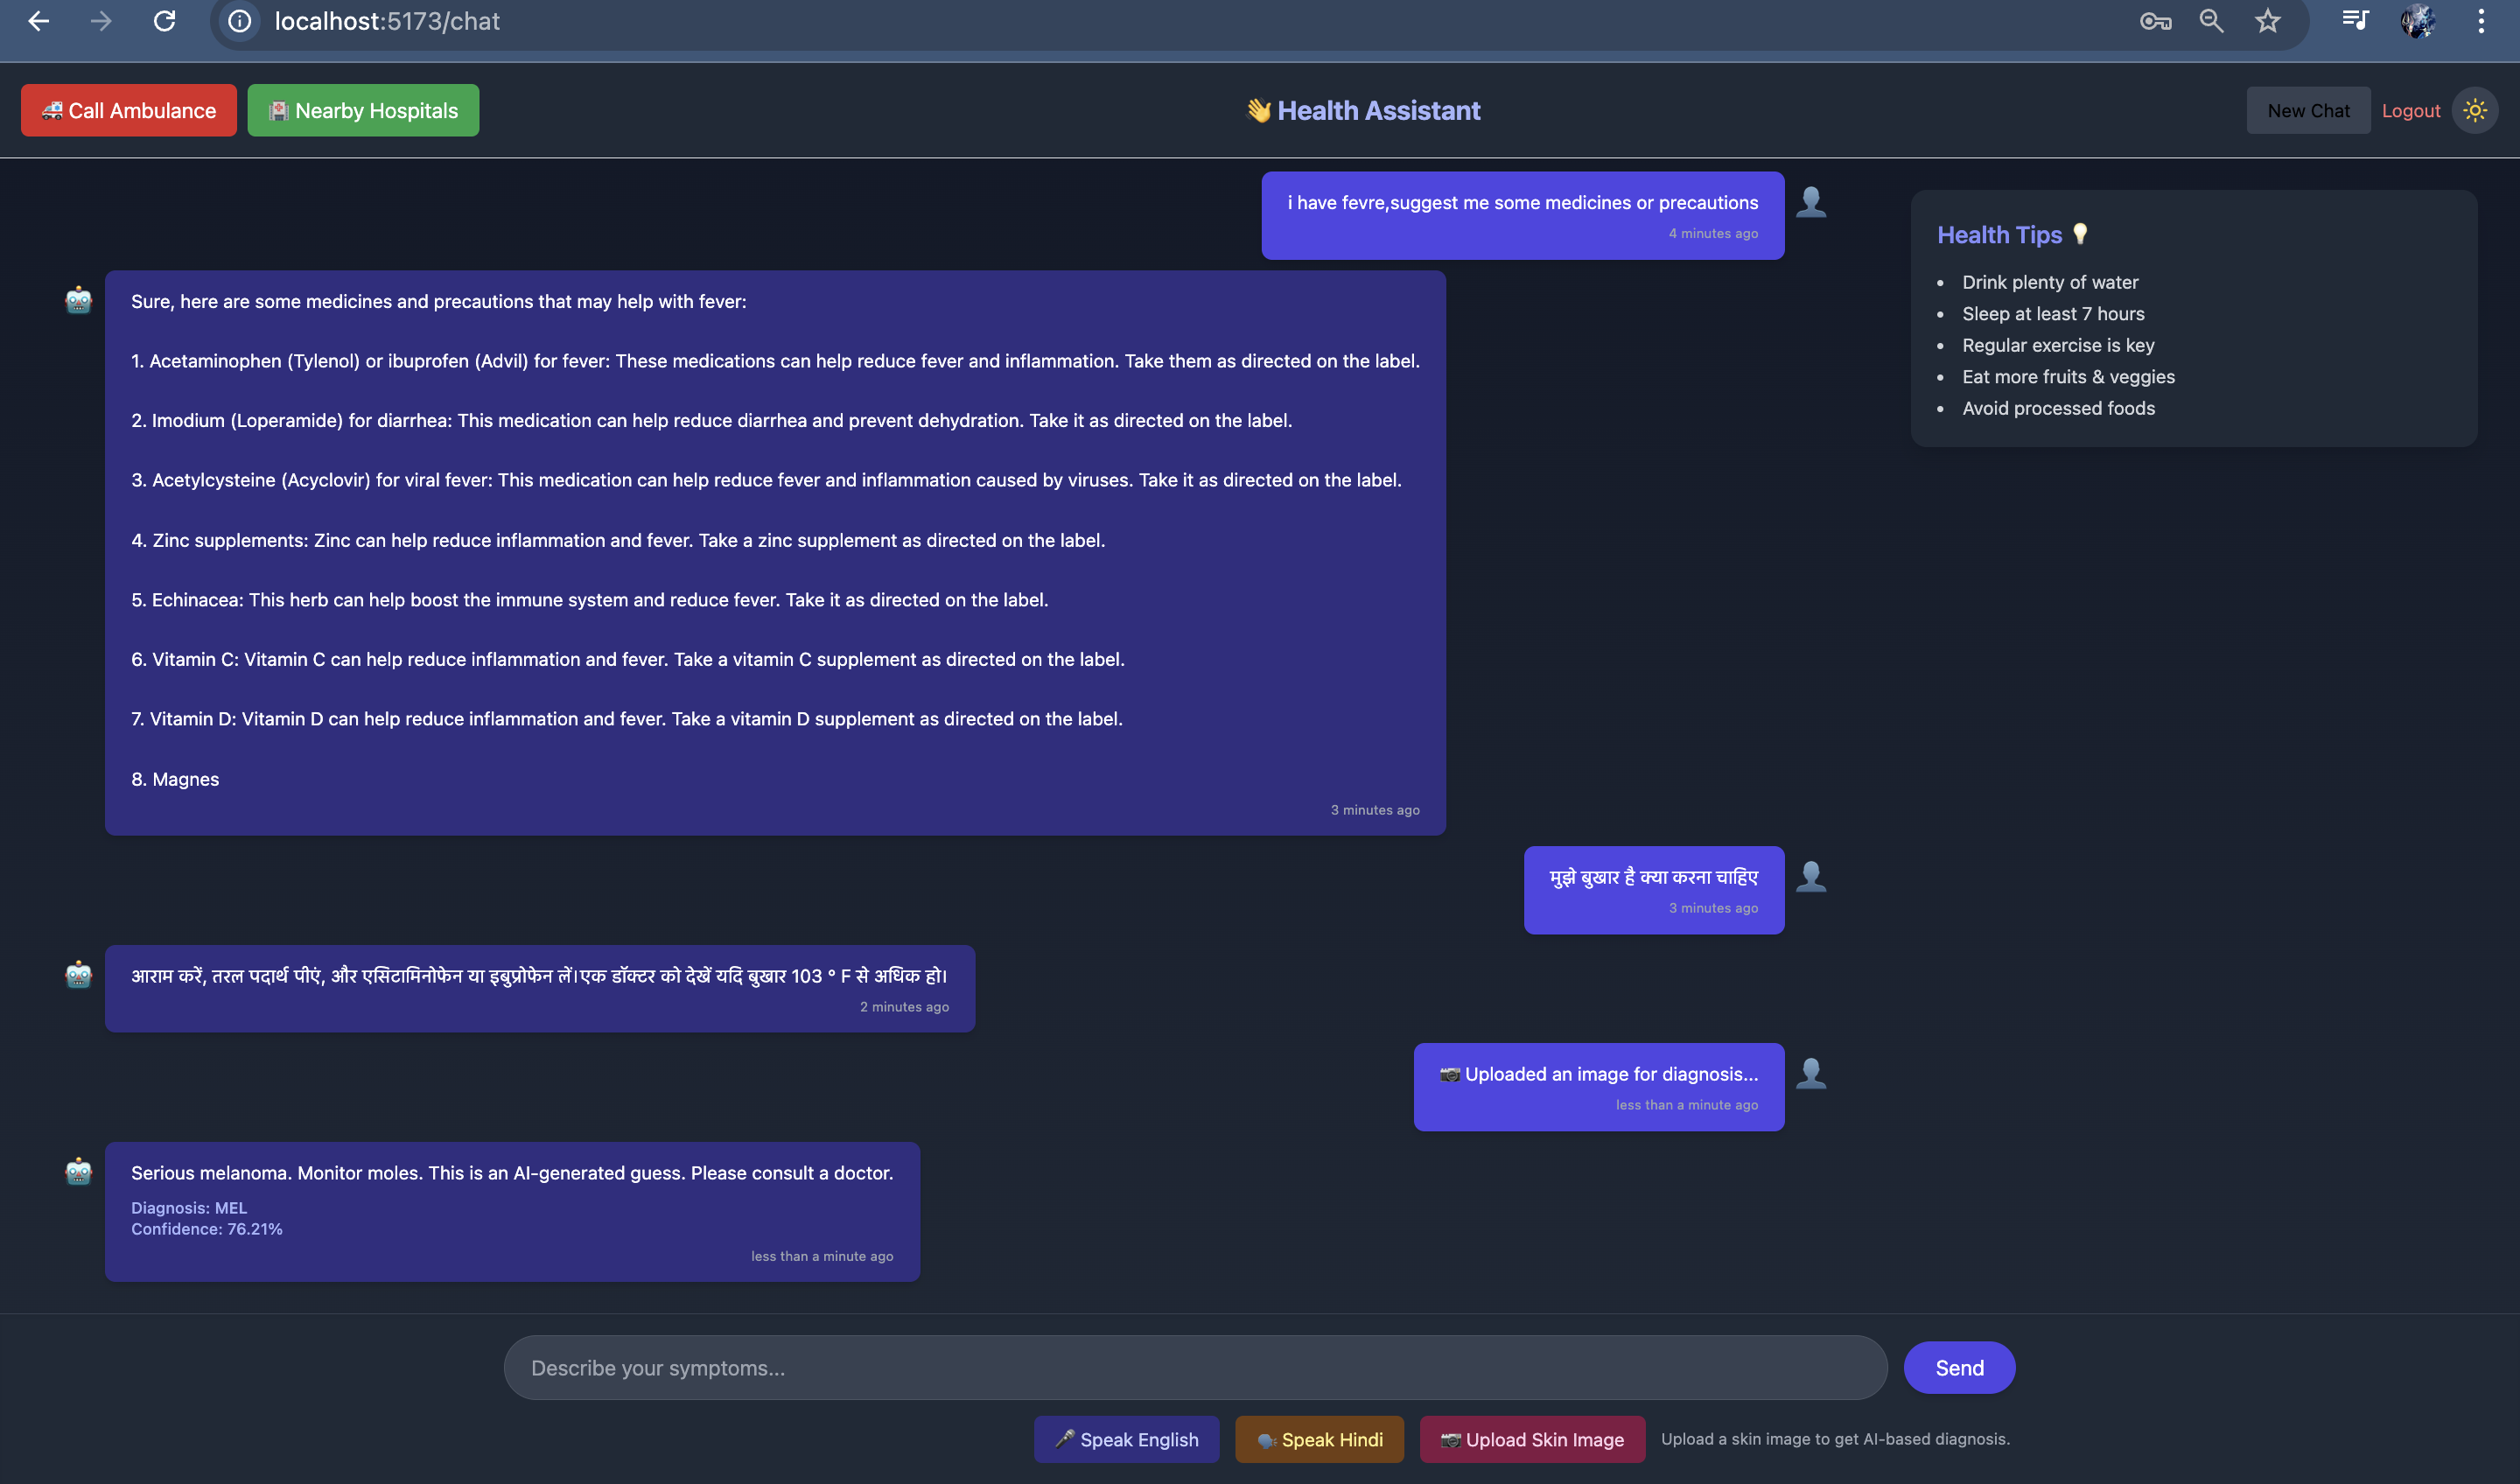 localhost:5173/chat
🚑 Call Ambulance
🏥 Nearby Hospitals
👋 Health Assistant
New Chat
Logout
i have fevre,suggest me some medicines or precautions
4 minutes ago
Sure, here are some medicines and precautions that may help with fever:
1. Acetaminophen (Tylenol) or ibuprofen (Advil) for fever: These medications can help reduce fever and inflammation. Take them as directed on the label.
2. Imodium (Loperamide) for diarrhea: This medication can help reduce diarrhea and prevent dehydration. Take it as directed on the label.
3. Acetylcysteine (Acyclovir) for viral fever: This medication can help reduce fever and inflammation caused by viruses. Take it as directed on the label.
4. Zinc supplements: Zinc can help reduce inflammation and fever. Take a zinc supplement as directed on the label.
5. Echinacea: This herb can help boost the immune system and reduce fever. Take it as directed on the label.
6. Vitamin C: Vitamin C can help reduce inflammation and fever. Take a vitamin C supplement as directed on the label.
7. Vitamin D: Vitamin D can help reduce inflammation and fever. Take a vitamin D supplement as directed on the label.
8. Magnes
3 minutes ago
मुझे बुखार है क्या करना चाहिए
3 minutes ago
आराम करें, तरल पदार्थ पीएं, और एसिटामिनोफेन या इबुप्रोफेन लें।एक डॉक्टर को देखें यदि बुखार 103 ° F से अधिक हो।
2 minutes ago
📷 Uploaded an image for diagnosis...
less than a minute ago
Serious melanoma. Monitor moles. This is an AI-generated guess. Please consult a doctor.
Diagnosis: MEL
Confidence: 76.21%
less than a minute ago
Health Tips 💡
• Drink plenty of water
• Sleep at least 7 hours
• Regular exercise is key
• Eat more fruits & veggies
• Avoid processed foods
Describe your symptoms...
Send
🎤 Speak English
🗣️ Speak Hindi
📷 Upload Skin Image
Upload a skin image to get AI-based diagnosis.